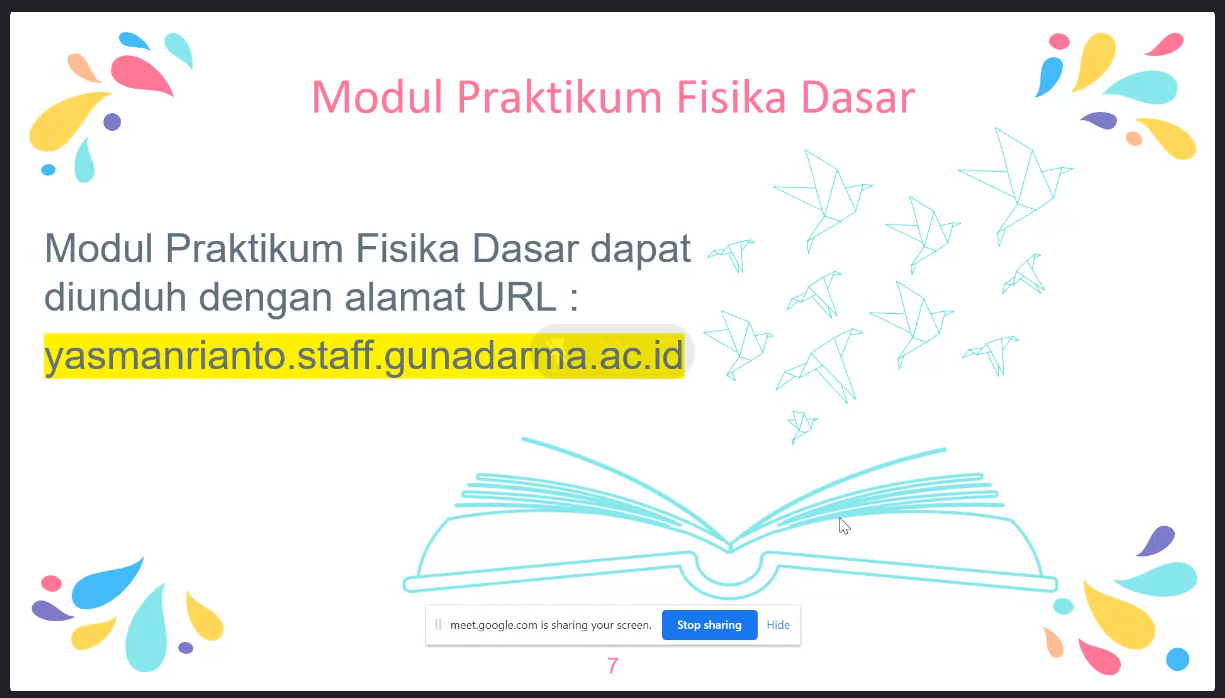 Modul Praktikum Fisika Dasar
Modul Praktikum Fisika Dasar dapat
diunduh dengan alamat URL :
yasmanrianto.staff.gunadarma.ac.id
meet.google.com is sharing your screen.
Stop sharing
Hide
7